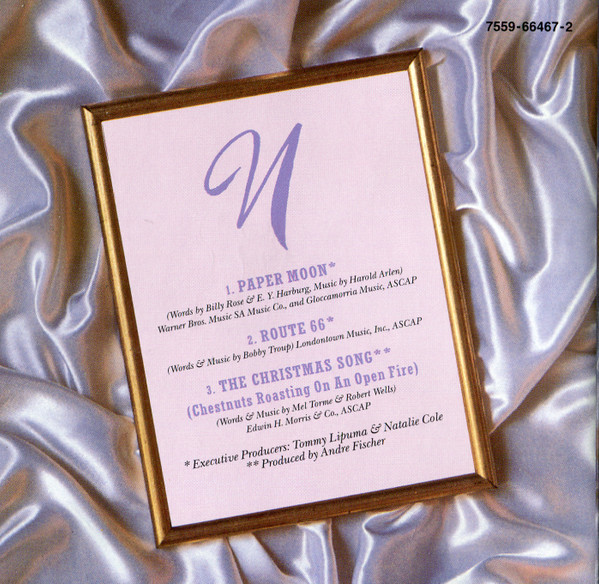 7559-66467-2
N
1. PAPER MOON*
(Words by Billy Rose & E. Y. Harburg, Music by Harold Arlen)
Warner Bros. Music SA Music Co., and Gloccamorria Music, ASCAP
2. ROUTE 66*
(Words & Music by Bobby Troup) Londontown Music, Inc., ASCAP
3. THE CHRISTMAS SONG**
(Chestnuts Roasting On An Open Fire)
(Words & Music by Mel Torme & Robert Wells)
Edwin H. Morris & Co., ASCAP
* Executive Producers: Tommy Lipuma & Natalie Cole
** Produced by Andre Fischer